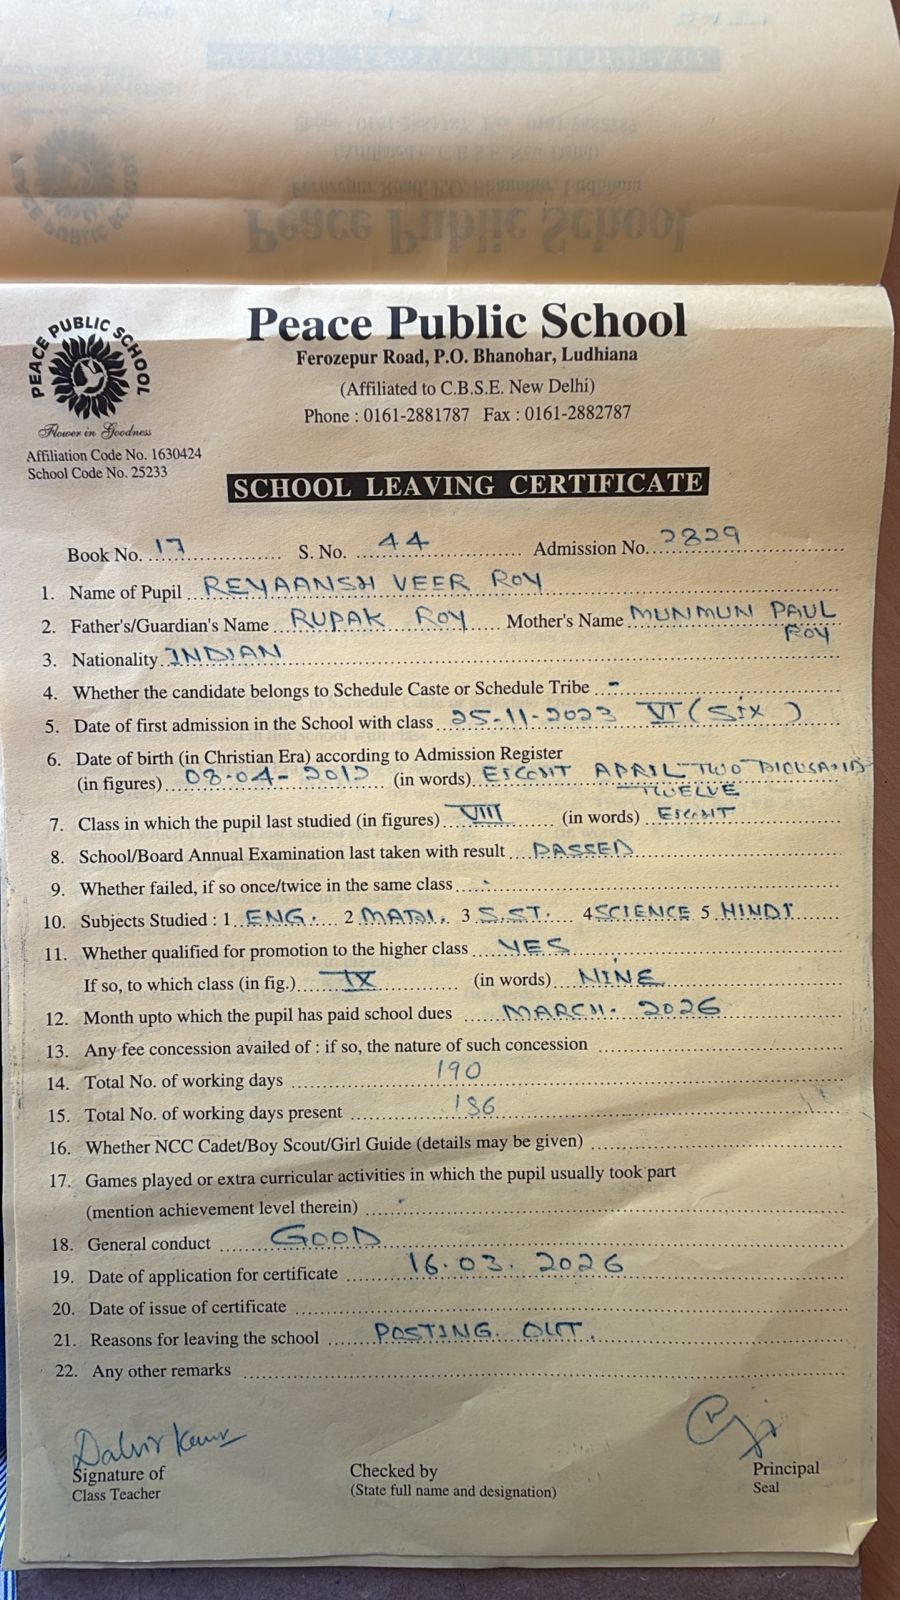 Peace Public School
Ferozepur Road, P.O. Bhanohar, Ludhiana
(Affiliated to C.B.S.E. New Delhi)
Phone : 0161-2881787 Fax : 0161-2882787
PEACE PUBLIC SCHOOL
Flower in Goodness
Affiliation Code No. 1630424
School Code No. 25233
SCHOOL LEAVING CERTIFICATE
Book No. 17 S. No. 44 Admission No. 2829
1. Name of Pupil REYAANSH VEER ROY
2. Father's/Guardian's Name RUPAK ROY Mother's Name MUNMUN PAUL
ROY
3. Nationality INDIAN
4. Whether the candidate belongs to Schedule Caste or Schedule Tribe -
5. Date of first admission in the School with class 25-11-2023 VI (SIX)
6. Date of birth (in Christian Era) according to Admission Register
(in figures) 08-04-2012 (in words) EIGHT APRIL TWO THOUSAND
TWELVE
7. Class in which the pupil last studied (in figures) VIII (in words) EIGHT
8. School/Board Annual Examination last taken with result PASSED
9. Whether failed, if so once/twice in the same class
10. Subjects Studied : 1 ENG. 2 MATH. 3 S.ST. 4 SCIENCE 5 HINDI
11. Whether qualified for promotion to the higher class YES
If so, to which class (in fig.) IX (in words) NINE
12. Month upto which the pupil has paid school dues MARCH. 2026
13. Any fee concession availed of : if so, the nature of such concession
14. Total No. of working days 190
15. Total No. of working days present 186
16. Whether NCC Cadet/Boy Scout/Girl Guide (details may be given)
17. Games played or extra curricular activities in which the pupil usually took part
(mention achievement level therein)
18. General conduct GOOD
19. Date of application for certificate 16.03.2026
20. Date of issue of certificate
21. Reasons for leaving the school POSTING OUT.
22. Any other remarks
Dalvir Kaur
Signature of Checked by Principal
Class Teacher (State full name and designation) Seal